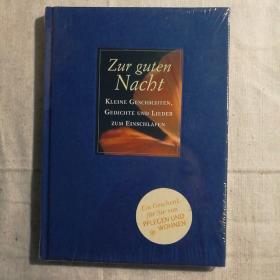 Zur guten
Nacht
KLEINE GESCHICHTEN,
GEDICHTE UND LIEDER
ZUM EINSCHLAFEN
Ein Geschenk
für Sie von
PFLEGEN UND
WOHNEN